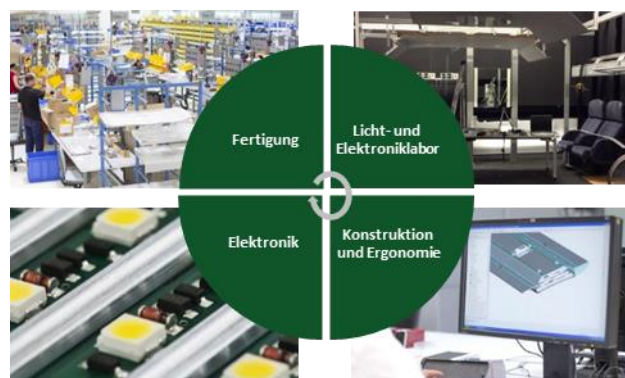 Fertigung
Licht- und
Elektroniklabor
Elektronik
Konstruktion
und Ergonomie